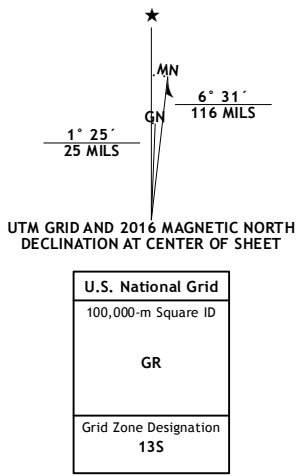 ★
MN
GN
6° 31´
116 MILS
1° 25´
25 MILS
UTM GRID AND 2016 MAGNETIC NORTH
DECLINATION AT CENTER OF SHEET
U.S. National Grid
100,000-m Square ID
GR
Grid Zone Designation
13S